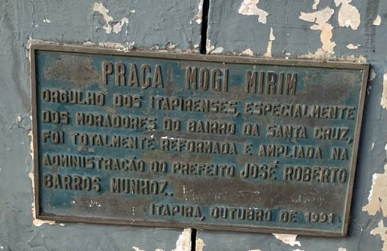 PRAÇA MOGI MIRIM
ORGULHO DOS ITAPIRENSES, ESPECIALMENTE
DOS MORADORES DO BAIRRO DA SANTA CRUZ,
FOI TOTALMENTE REFORMADA E AMPLIADA NA
ADMINISTRAÇÃO DO PREFEITO JOSÉ ROBERTO
BARROS MUNHOZ.
ITAPIRA, OUTUBRO DE 1991